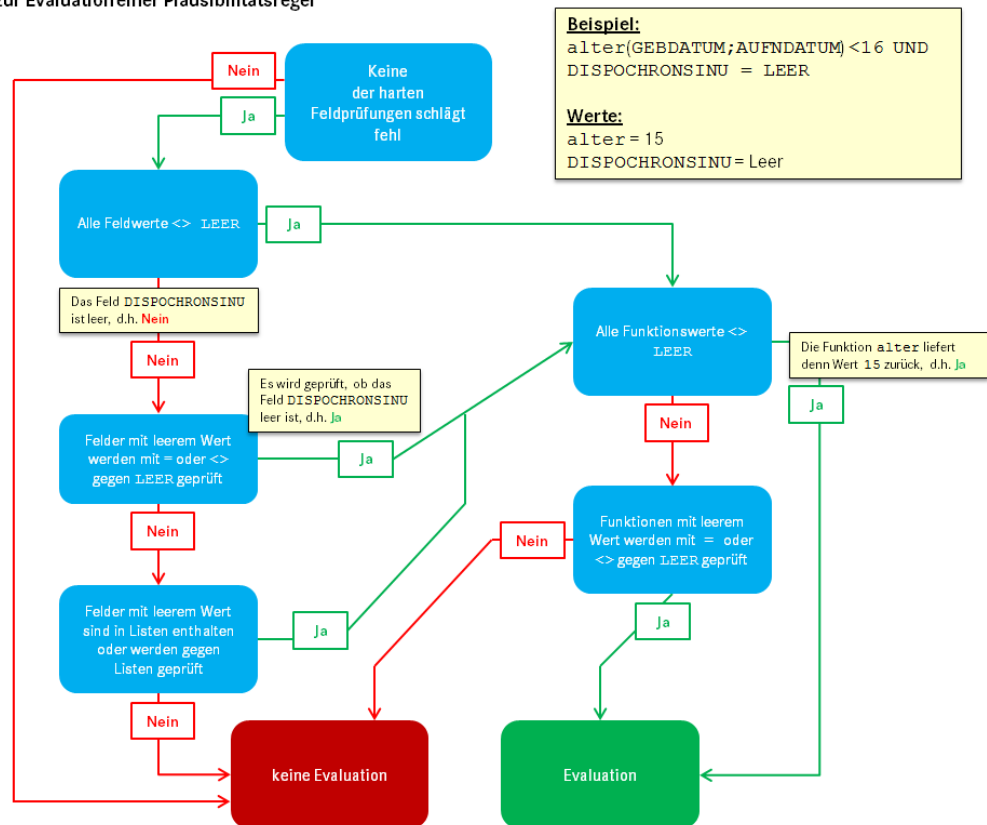 zur Evaluation einer Plausibilitätsregel
Beispiel:
alter(GEBDATUM;AUFNDATUM)<16 UND
DISPOCHRONSINU = LEER
Werte:
alter = 15
DISPOCHRONSINU = Leer
Nein
Keine
der harten
Feldprüfungen schlägt
fehl
Ja
Alle Feldwerte <> LEER
Ja
Das Feld DISPOCHRONSINU
ist leer, d.h. Nein
Nein
Alle Funktionswerte <>
LEER
Die Funktion alter liefert
denn Wert 15 zurück, d.h. Ja
Ja
Es wird geprüft, ob das
Feld DISPOCHRONSINU
leer ist, d.h. Ja
Nein
Felder mit leerem Wert
werden mit = oder <>
gegen LEER geprüft
Ja
Nein
Nein
Funktionen mit leerem
Wert werden mit = oder
<> gegen LEER geprüft
Felder mit leerem Wert
sind in Listen enthalten
oder werden gegen
Listen geprüft
Ja
Ja
Nein
keine Evaluation
Evaluation